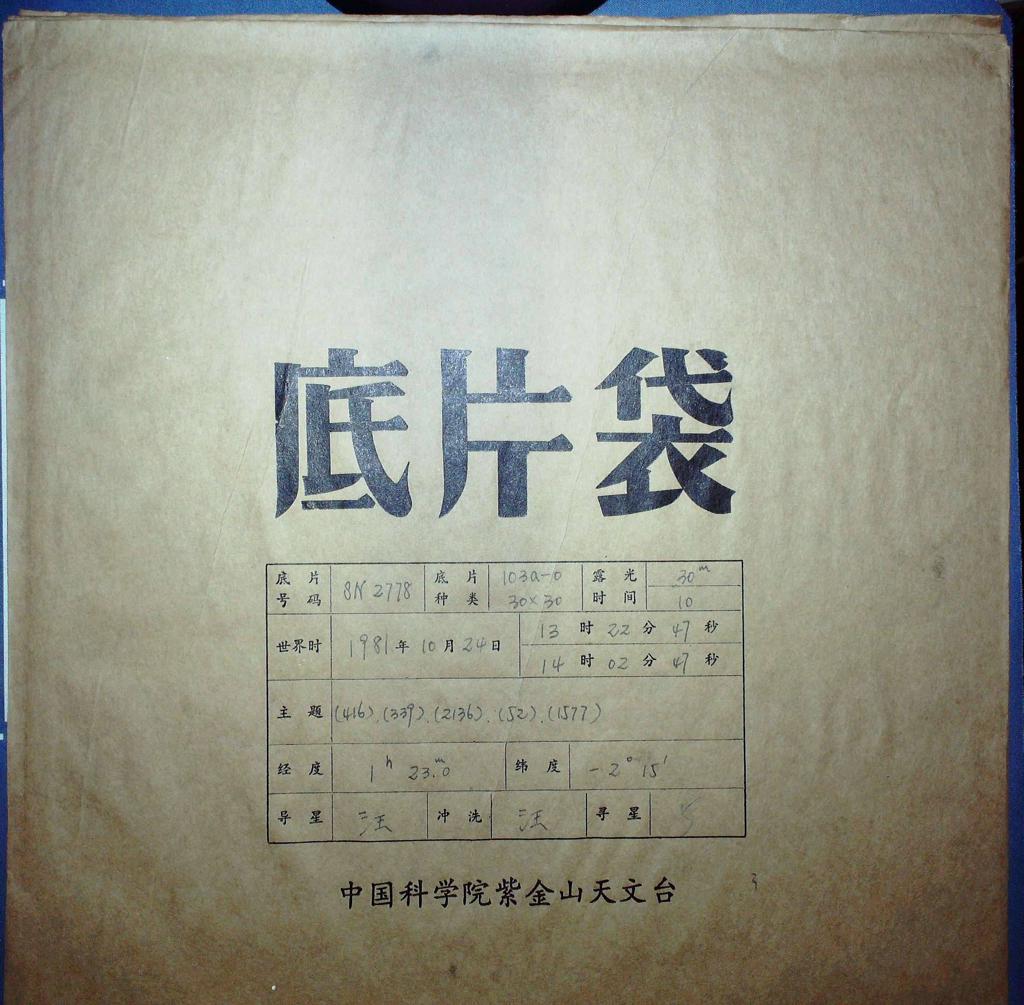 底片袋
底片号码 8N 2778 底片种类 103a-0 30×30 露光时间 30ᵐ 10
世界时 1981年10月24日 13时22分47秒
14时02分47秒
主题 (416).(339).(2136).(52).(1577)
经度 1ʰ 23ᵐ.0 纬度 -2°15′
导星 汪 冲洗 汪 寻星
中国科学院紫金山天文台
3